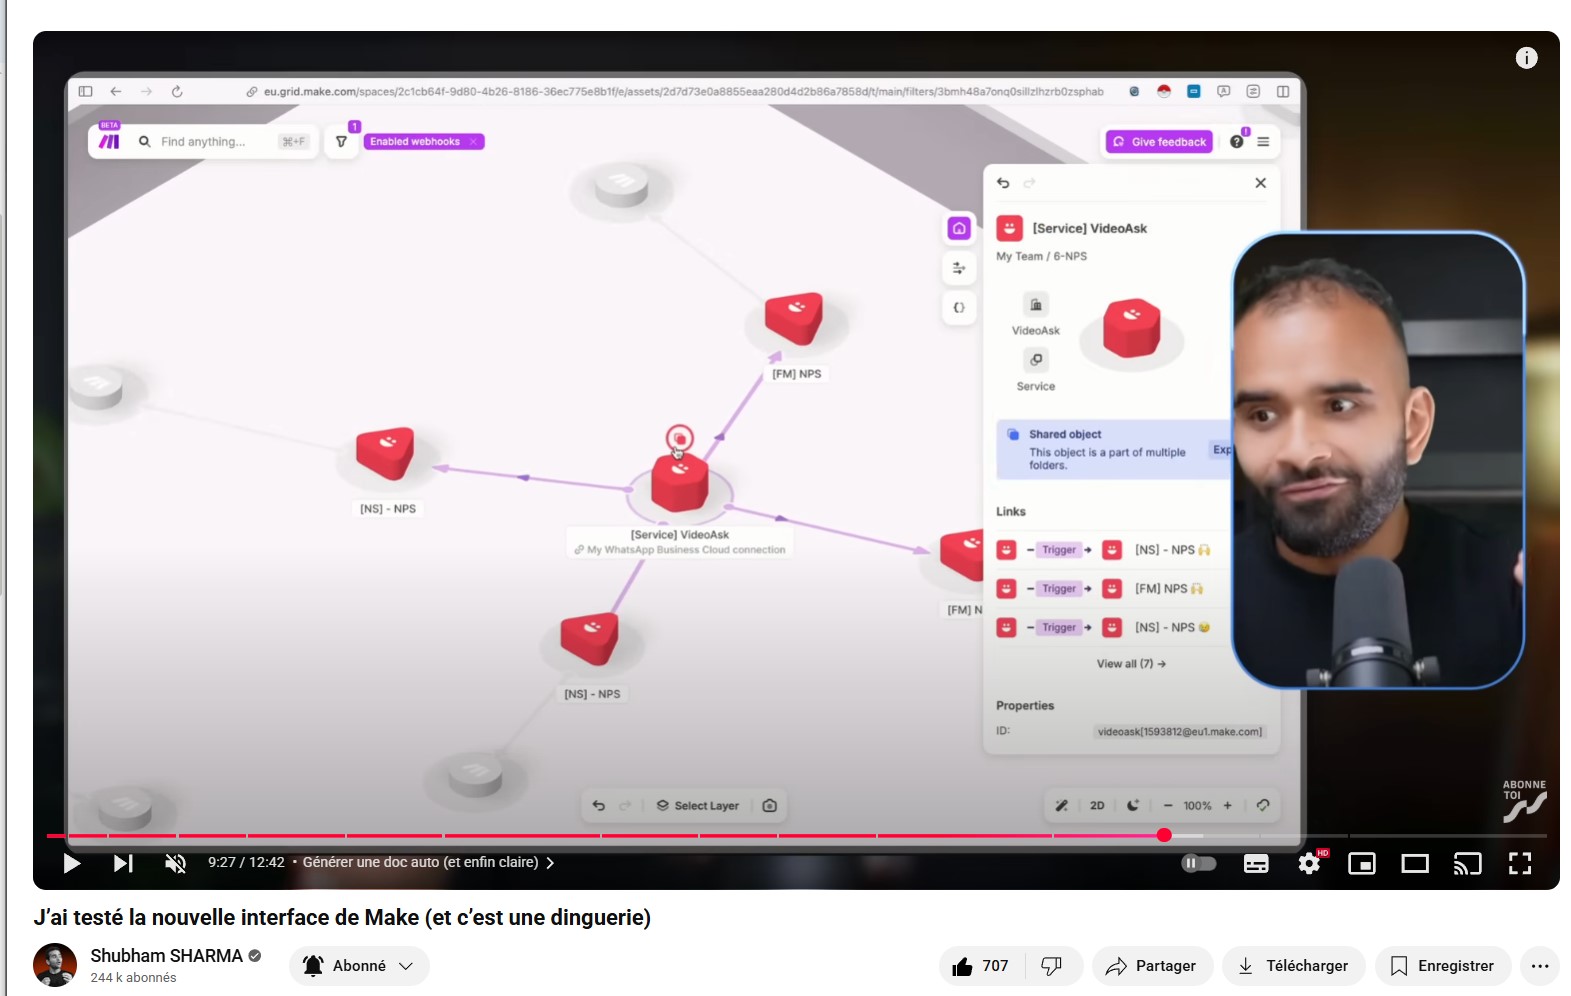 eu.grid.make.com/spaces/2c1cb64f-9d80-4b26-8186-36ec775e8b1f/e/assets/2d7d73e0a8855eaa280d4d2b86a7858d/t/main/filters/3bmh48a7onq0sillzlhzrb0zsphab
BETA
Find anything...
⌘+F
1
Enabled webhooks
Give feedback
[Service] VideoAsk
My Team / 6-NPS
VideoAsk
Service
Shared object
This object is a part of multiple
folders.
Exp
Links
Trigger
[NS] - NPS 🙌
Trigger
[FM] NPS 🙌
Trigger
[NS] - NPS
View all (7) →
Properties
ID:
videoask[1593812@eu1.make.com]
[FM] NPS
[NS] - NPS
[Service] VideoAsk
My WhatsApp Business Cloud connection
[FM] N
[NS] - NPS
Select Layer
2D
− 100% +
ABONNE
TOI
9:27 / 12:42 • Générer une doc auto (et enfin claire)
HD
J’ai testé la nouvelle interface de Make (et c’est une dinguerie)
Shubham SHARMA
244 k abonnés
Abonné
707
Partager
Télécharger
Enregistrer